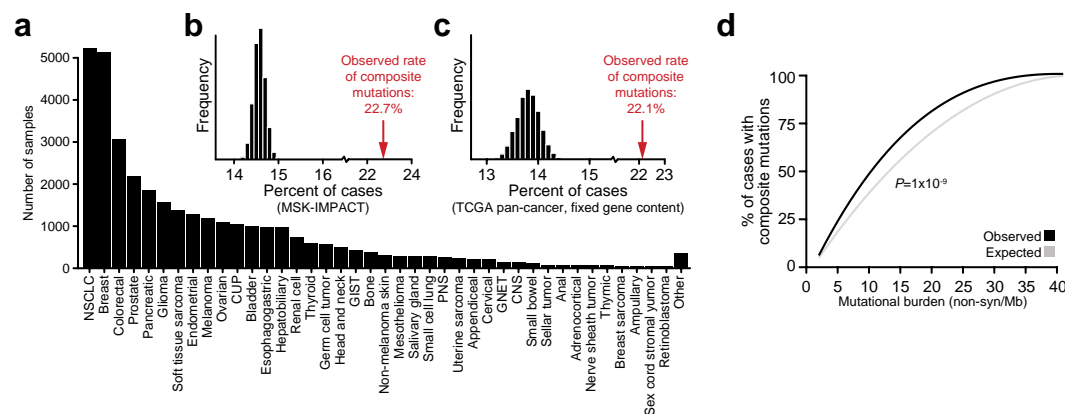 a
Number of samples
5000
4000
3000
2000
1000
0
NSCLC
Breast
Colorectal
Prostate
Pancreatic
Glioma
Soft tissue sarcoma
Endometrial
Melanoma
Ovarian
CUP
Bladder
Esophagogastric
Hepatobiliary
Renal cell
Thyroid
Germ cell tumor
Head and neck
GIST
Bone
Non-melanoma skin
Mesothelioma
Salivary gland
Small cell lung
PNS
Uterine sarcoma
Appendiceal
Cervical
GNET
CNS
Small bowel
Sellar tumor
Anal
Adrenocortical
Nerve sheath tumor
Thymic
Breast sarcoma
Ampullary
Sex cord stromal yumor
Retinoblastoma
Other
b
Frequency
Observed rate
of composite
mutations:
22.7%
14 15 16 22 24
Percent of cases
(MSK-IMPACT)
c
Frequency
Observed rate
of composite
mutations:
22.1%
13 14 15 22 23
Percent of cases
(TCGA pan-cancer, fixed gene content)
d
% of cases with
composite mutations
100
75
50
25
0
P=1x10-9
Observed
Expected
0 5 10 15 20 25 30 35 40
Mutational burden (non-syn/Mb)